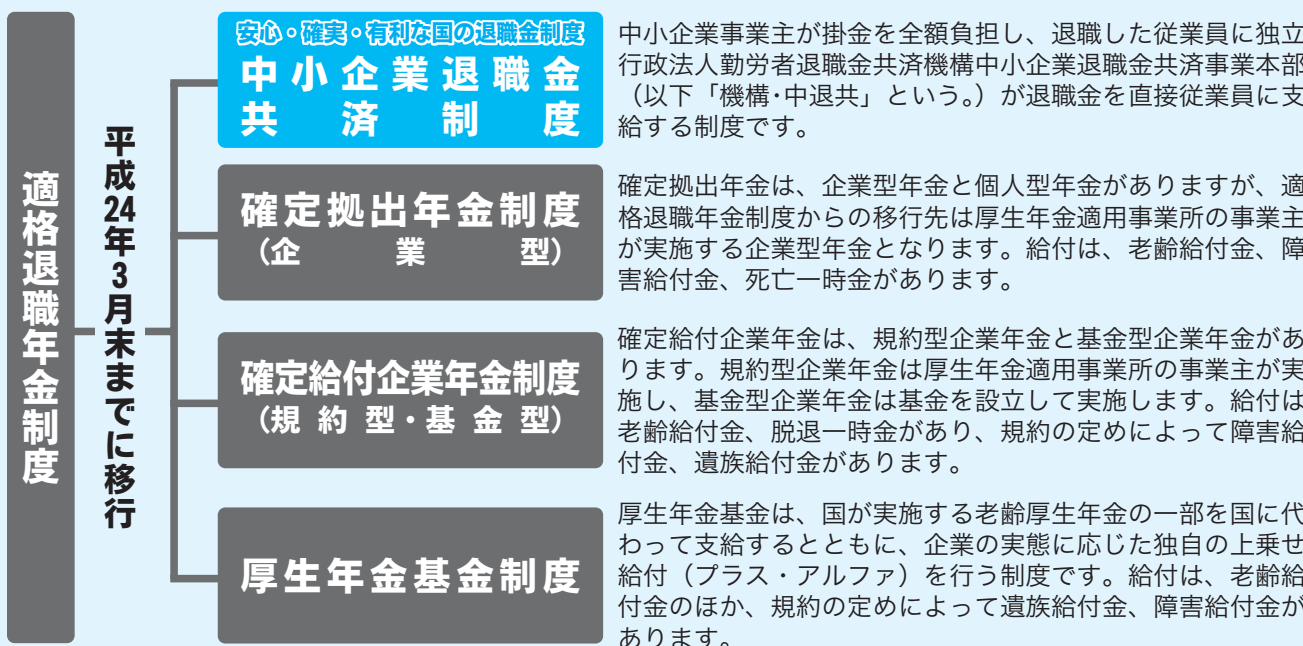 適格退職年金制度
平成24年3月末までに移行
安心・確実・有利な国の退職金制度
中小企業退職金
共済制度
中小企業事業主が掛金を全額負担し、退職した従業員に独立
行政法人勤労者退職金共済機構中小企業退職金共済事業本部
（以下「機構・中退共」という。）が退職金を直接従業員に支
給する制度です。
確定拠出年金制度
（企業型）
確定拠出年金は、企業型年金と個人型年金がありますが、適
格退職年金制度からの移行先は厚生年金適用事業所の事業主
が実施する企業型年金となります。給付は、老齢給付金、障
害給付金、死亡一時金があります。
確定給付企業年金制度
（規約型・基金型）
確定給付企業年金は、規約型企業年金と基金型企業年金があ
ります。規約型企業年金は厚生年金適用事業所の事業主が実
施し、基金型企業年金は基金を設立して実施します。給付は
老齢給付金、脱退一時金があり、規約の定めによって障害給
付金、遺族給付金があります。
厚生年金基金制度
厚生年金基金は、国が実施する老齢厚生年金の一部を国に代
わって支給するとともに、企業の実態に応じた独自の上乗せ
給付（プラス・アルファ）を行う制度です。給付は、老齢給
付金のほか、規約の定めによって遺族給付金、障害給付金が
あります。